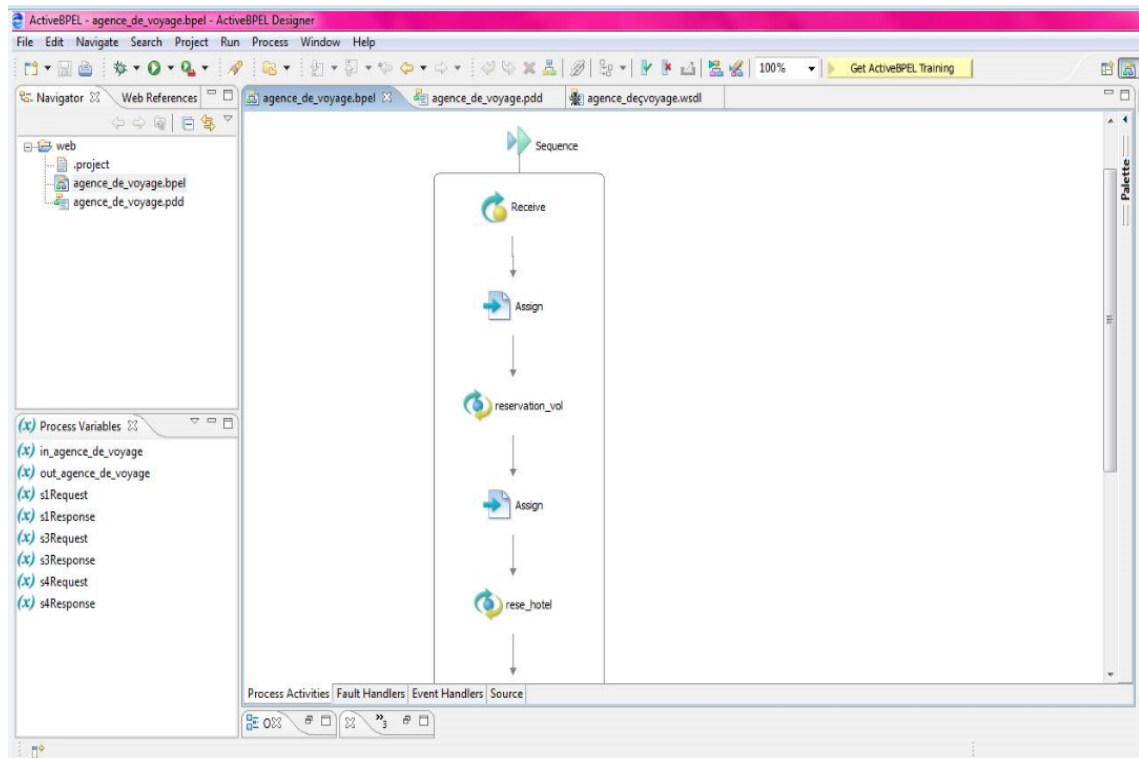 ActiveBPEL - agence_de_voyage.bpel - ActiveBPEL Designer
File Edit Navigate Search Project Run Process Window Help
100% Get ActiveBPEL Training
Navigator Web References
agence_de_voyage.bpel agence_de_voyage.pdd agence_deçvoyage.wsdl
web
.project
agence_de_voyage.bpel
agence_de_voyage.pdd
Sequence
Receive
Assign
reservation_vol
Assign
rese_hotel
Palette
(x) Process Variables
(x) in_agence_de_voyage
(x) out_agence_de_voyage
(x) s1Request
(x) s1Response
(x) s3Request
(x) s3Response
(x) s4Request
(x) s4Response
Process Activities Fault Handlers Event Handlers Source
O »3